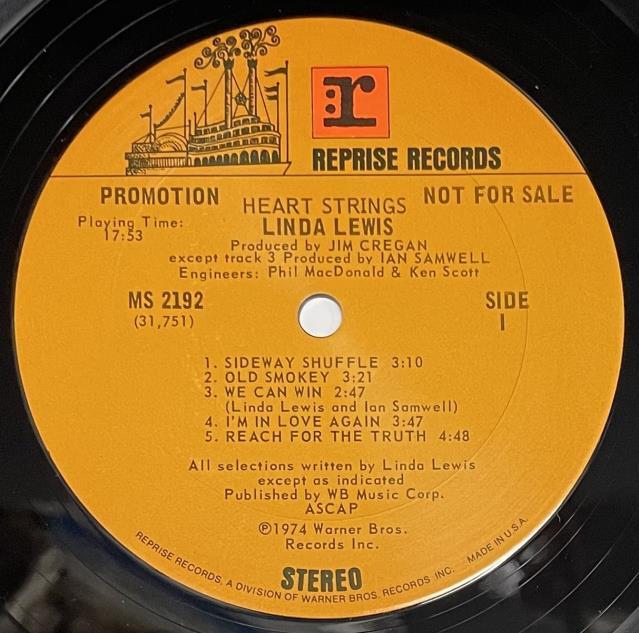 r
REPRISE RECORDS
PROMOTION NOT FOR SALE
HEART STRINGS
Playing Time:
17:53
LINDA LEWIS
Produced by JIM CREGAN
except track 3 Produced by IAN SAMWELL
Engineers: Phil MacDonald & Ken Scott
MS 2192
(31,751)
SIDE
1
1. SIDEWAY SHUFFLE 3:10
2. OLD SMOKEY 3:21
3. WE CAN WIN 2:47
(Linda Lewis and Ian Samwell)
4. I'M IN LOVE AGAIN 3:47
5. REACH FOR THE TRUTH 4:48
All selections written by Linda Lewis
except as indicated
Published by WB Music Corp.
ASCAP
℗1974 Warner Bros.
Records Inc.
STEREO
REPRISE RECORDS, A DIVISION OF WARNER BROS. RECORDS INC. MADE IN U.S.A.